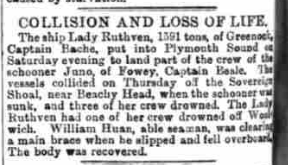 COLLISION AND LOSS OF LIFE.
The ship Lady Ruthven, 1591 tons, of Greenock,
Captain Bache, put into Plymouth Sound on
Saturday evening to land part of the crew of the
schooner Juno, of Fowey, Captain Beale. The
vessels collided on Thursday off the Sovereign
Shoal, near Beachy Head, when the schooner was
sunk, and three of her crew drowned. The Lady
Ruthven had one of her crew drowned off Wool-
wich. William Huan, able seaman, was clearing
a main brace when he slipped and fell overboard.
The body was recovered.